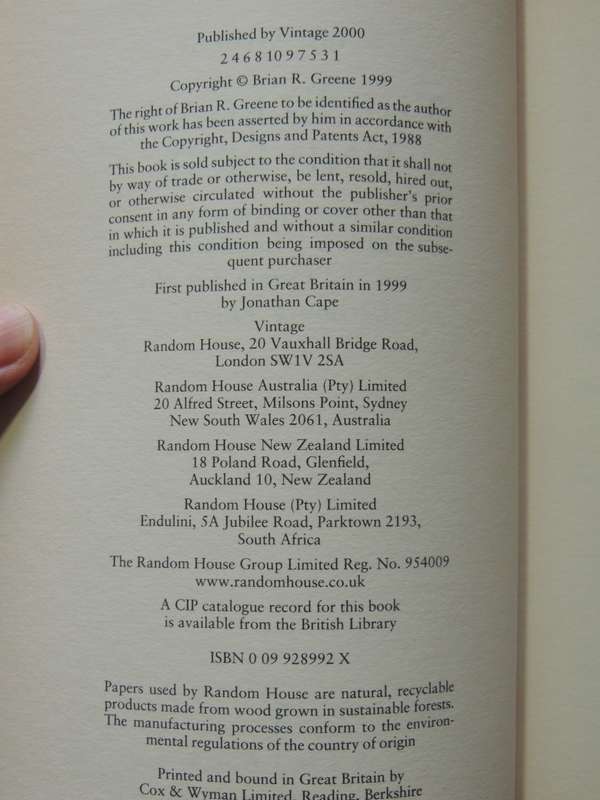 Published by Vintage 2000
2 4 6 8 10 9 7 5 3 1
Copyright © Brian R. Greene 1999
The right of Brian R. Greene to be identified as the author
of this work has been asserted by him in accordance with
the Copyright, Designs and Patents Act, 1988
This book is sold subject to the condition that it shall not
by way of trade or otherwise, be lent, resold, hired out,
or otherwise circulated without the publisher's prior
consent in any form of binding or cover other than that
in which it is published and without a similar condition
including this condition being imposed on the subse-
quent purchaser
First published in Great Britain in 1999
by Jonathan Cape
Vintage
Random House, 20 Vauxhall Bridge Road,
London SW1V 2SA
Random House Australia (Pty) Limited
20 Alfred Street, Milsons Point, Sydney
New South Wales 2061, Australia
Random House New Zealand Limited
18 Poland Road, Glenfield,
Auckland 10, New Zealand
Random House (Pty) Limited
Endulini, 5A Jubilee Road, Parktown 2193,
South Africa
The Random House Group Limited Reg. No. 954009
www.randomhouse.co.uk
A CIP catalogue record for this book
is available from the British Library
ISBN 0 09 928992 X
Papers used by Random House are natural, recyclable
products made from wood grown in sustainable forests.
The manufacturing processes conform to the environ-
mental regulations of the country of origin
Printed and bound in Great Britain by
Cox & Wyman Limited, Reading, Berkshire